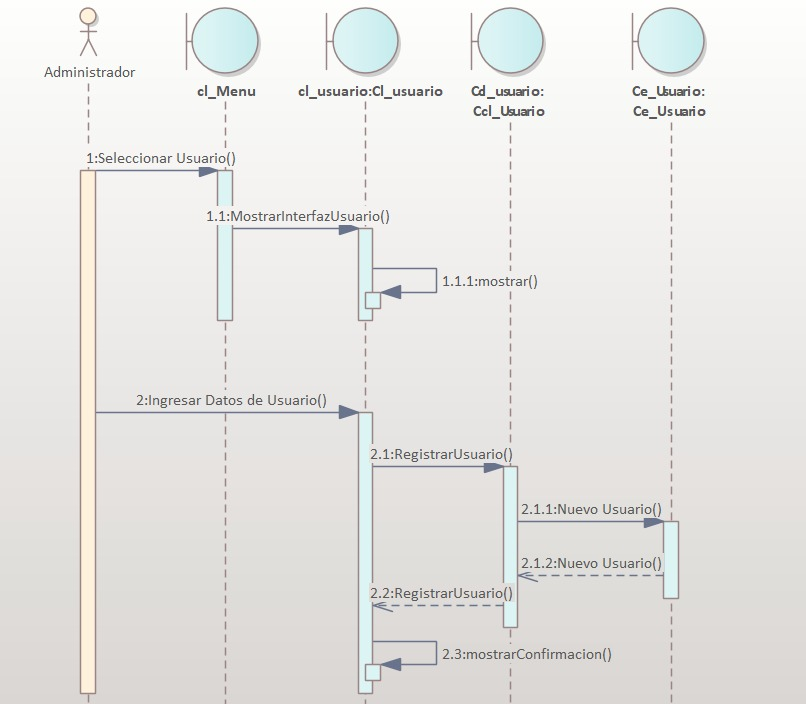 Administrador
cl_Menu
cl_usuario:Cl_usuario
Cd_usuario:
Ccl_Usuario
Ce_Usuario:
Ce_Usuario
1:Seleccionar Usuario()
1.1:MostrarInterfazUsuario()
1.1.1:mostrar()
2:Ingresar Datos de Usuario()
2.1:RegistrarUsuario()
2.1.1:Nuevo Usuario()
2.1.2:Nuevo Usuario()
2.2:RegistrarUsuario()
2.3:mostrarConfirmacion()